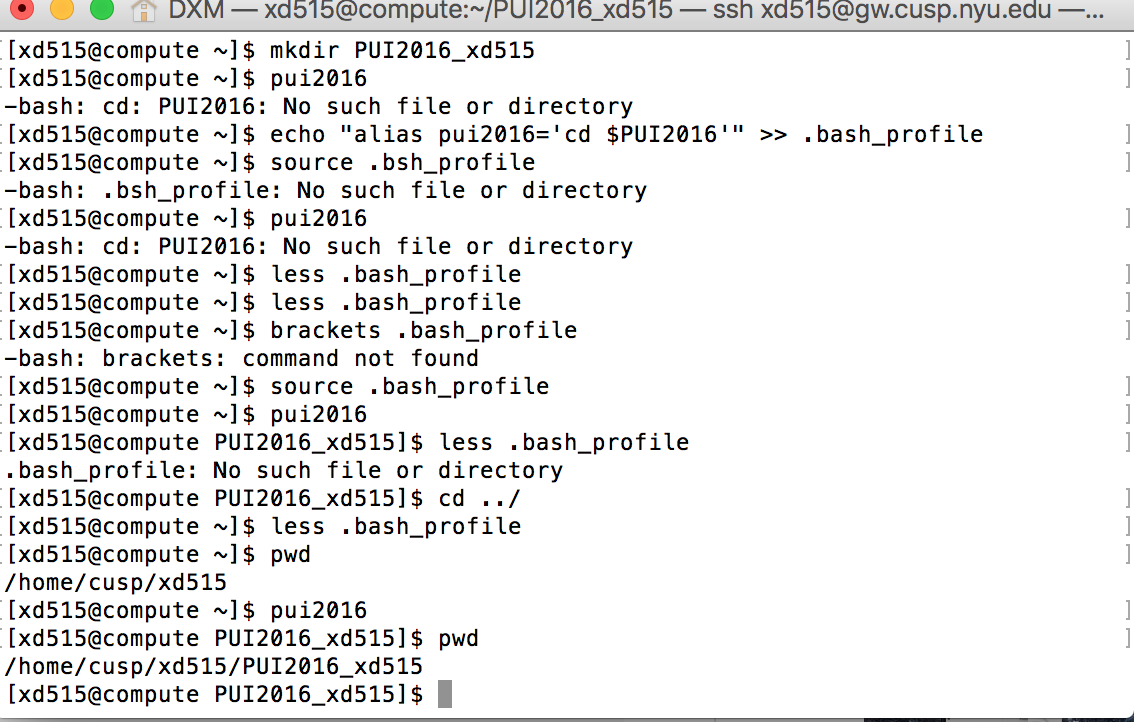 DXM — xd515@compute:~/PUI2016_xd515 — ssh xd515@gw.cusp.nyu.edu —...
[xd515@compute ~]$ mkdir PUI2016_xd515
[xd515@compute ~]$ pui2016
-bash: cd: PUI2016: No such file or directory
[xd515@compute ~]$ echo "alias pui2016='cd $PUI2016'" >> .bash_profile
[xd515@compute ~]$ source .bsh_profile
-bash: .bsh_profile: No such file or directory
[xd515@compute ~]$ pui2016
-bash: cd: PUI2016: No such file or directory
[xd515@compute ~]$ less .bash_profile
[xd515@compute ~]$ less .bash_profile
[xd515@compute ~]$ brackets .bash_profile
-bash: brackets: command not found
[xd515@compute ~]$ source .bash_profile
[xd515@compute ~]$ pui2016
[xd515@compute PUI2016_xd515]$ less .bash_profile
.bash_profile: No such file or directory
[xd515@compute PUI2016_xd515]$ cd ../
[xd515@compute ~]$ less .bash_profile
[xd515@compute ~]$ pwd
/home/cusp/xd515
[xd515@compute ~]$ pui2016
[xd515@compute PUI2016_xd515]$ pwd
/home/cusp/xd515/PUI2016_xd515
[xd515@compute PUI2016_xd515]$